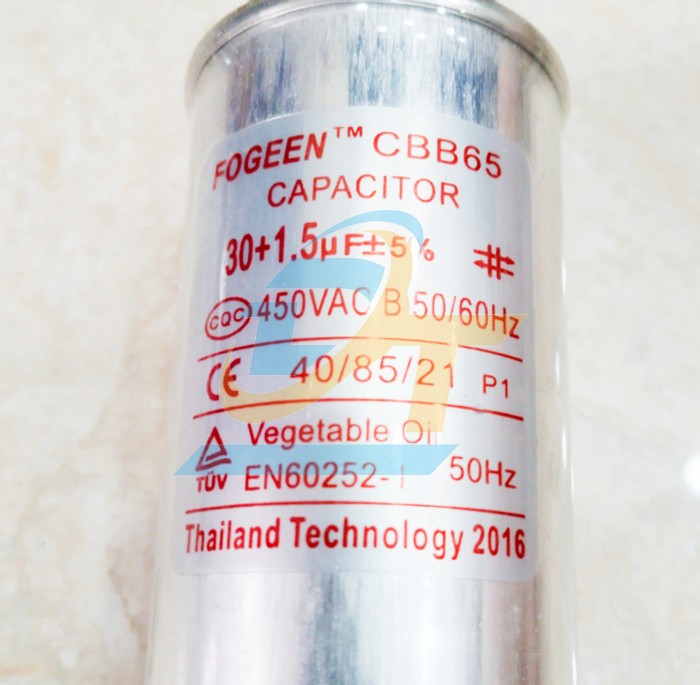 FOGEEN™ CBB65
CAPACITOR
30+1.5μF±5%
CQC 450VAC B 50/60Hz
CE 40/85/21 P1
Vegetable Oil
TÜV EN60252-1 50Hz
Thailand Technology 2016